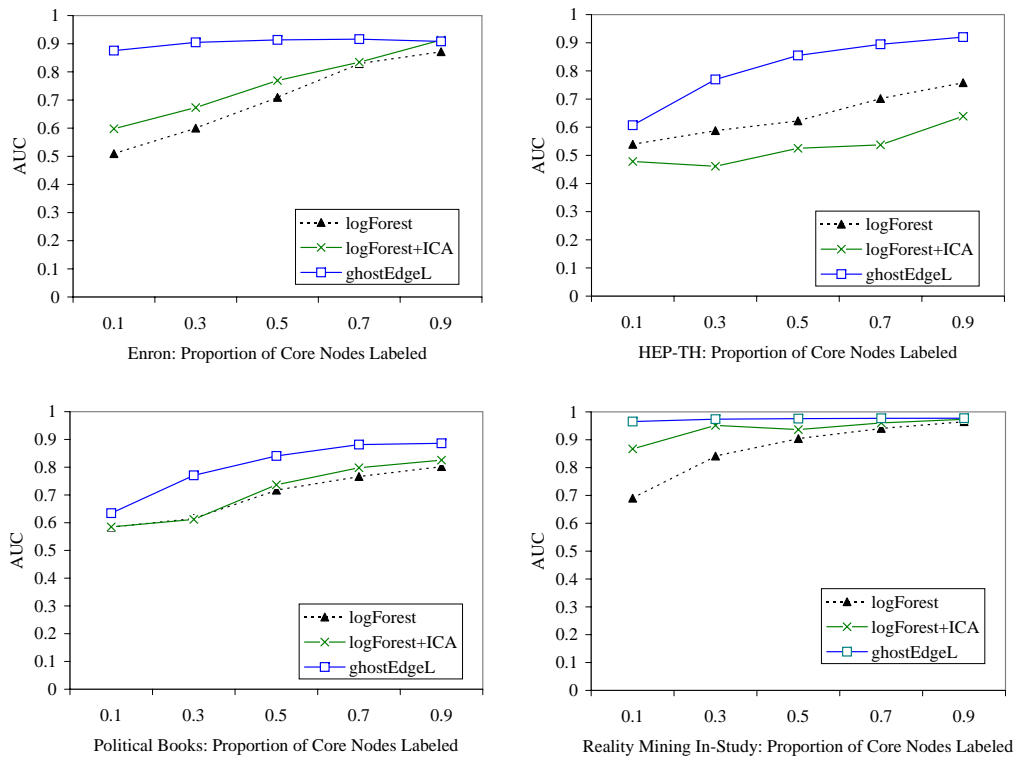 1
0.9
0.8
0.7
0.6
0.5
0.4
0.3
0.2
0.1
0
AUC
logForest
logForest+ICA
ghostEdgeL
0.1 0.3 0.5 0.7 0.9
Enron: Proportion of Core Nodes Labeled
1
0.9
0.8
0.7
0.6
0.5
0.4
0.3
0.2
0.1
0
AUC
logForest
logForest+ICA
ghostEdgeL
0.1 0.3 0.5 0.7 0.9
HEP-TH: Proportion of Core Nodes Labeled
1
0.9
0.8
0.7
0.6
0.5
0.4
0.3
0.2
0.1
0
AUC
logForest
logForest+ICA
ghostEdgeL
0.1 0.3 0.5 0.7 0.9
Political Books: Proportion of Core Nodes Labeled
1
0.9
0.8
0.7
0.6
0.5
0.4
0.3
0.2
0.1
0
AUC
logForest
logForest+ICA
ghostEdgeL
0.1 0.3 0.5 0.7 0.9
Reality Mining In-Study: Proportion of Core Nodes Labeled